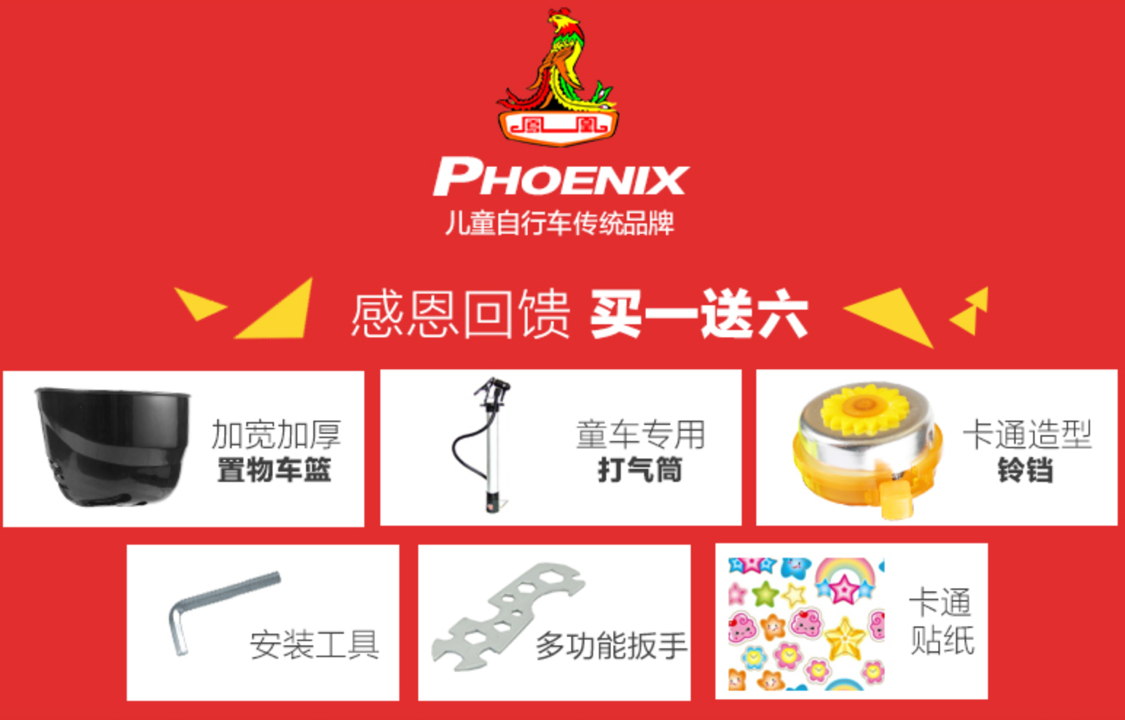 鳳凰
PHOENIX
儿童自行车传统品牌
感恩回馈 买一送六
加宽加厚
置物车篮
童车专用
打气筒
卡通造型
铃铛
安装工具
多功能扳手
卡通
贴纸